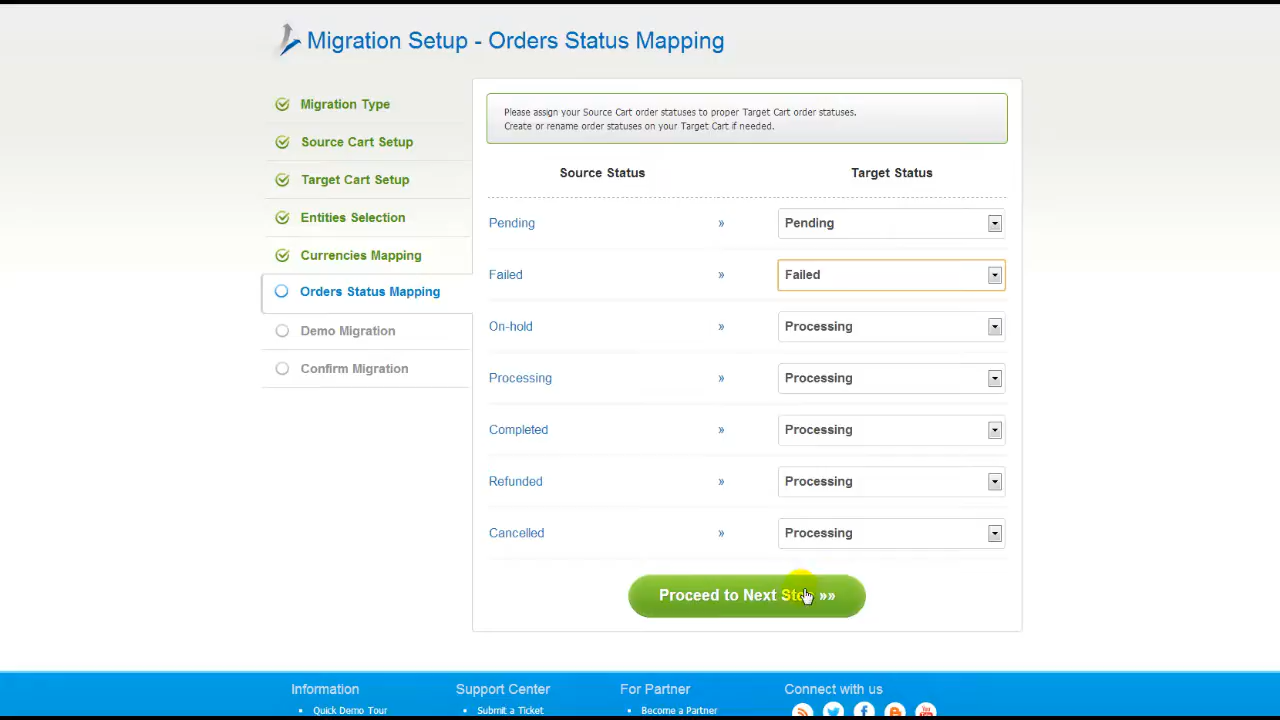 Migration Setup - Orders Status Mapping
Migration Type
Source Cart Setup
Target Cart Setup
Entities Selection
Currencies Mapping
Orders Status Mapping
Demo Migration
Confirm Migration
Please assign your Source Cart order statuses to proper Target Cart order statuses.
Create or rename order statuses on your Target Cart if needed.
Source Status Target Status
Pending » Pending
Failed » Failed
On-hold » Processing
Processing » Processing
Completed » Processing
Refunded » Processing
Cancelled » Processing
Proceed to Next Step »»
Information Support Center For Partner Connect with us
• Quick Demo Tour • Submit a Ticket • Become a Partner